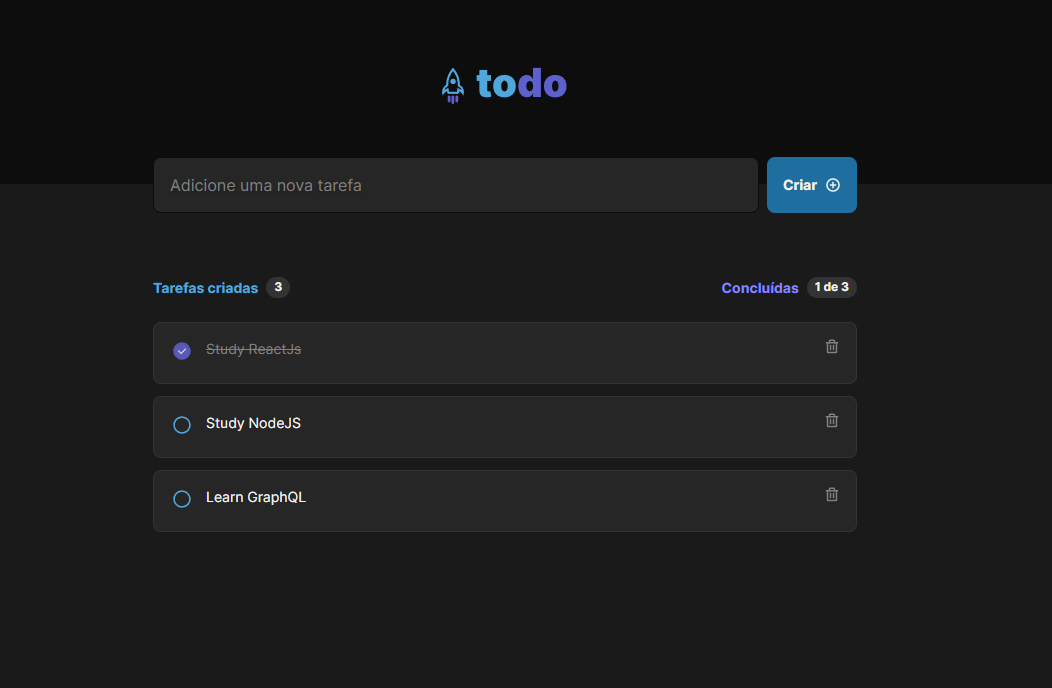 todo
Adicione uma nova tarefa
Criar
Tarefas criadas 3
Concluídas 1 de 3
Study ReactJs
Study NodeJS
Learn GraphQL